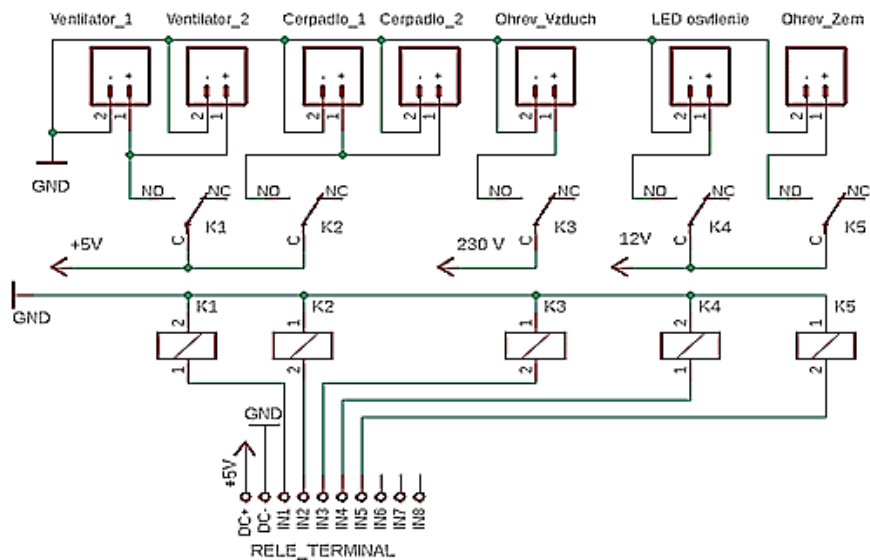 Ventilator_1 Ventilator_2 Cerpadlo_1 Cerpadlo_2 Ohrev_Vzduch LED osvtlenie Ohrev_Zem
- + - + - + - + - + - + - +
2 1 2 1 2 1 2 1 2 1 2 1 2 1
GND
NO NC NO NC NO NC NO NC NO NC
C K1 C K2 C K3 C K4 C K5
+5V 230 V 12V
GND
K1 K2 K3 K4 K5
2 1 1 2 1
1 2 2 1 2
GND
+5V
DC+ DC- IN1 IN2 IN3 IN4 IN5 IN6 IN7 IN8
RELE_TERMINAL